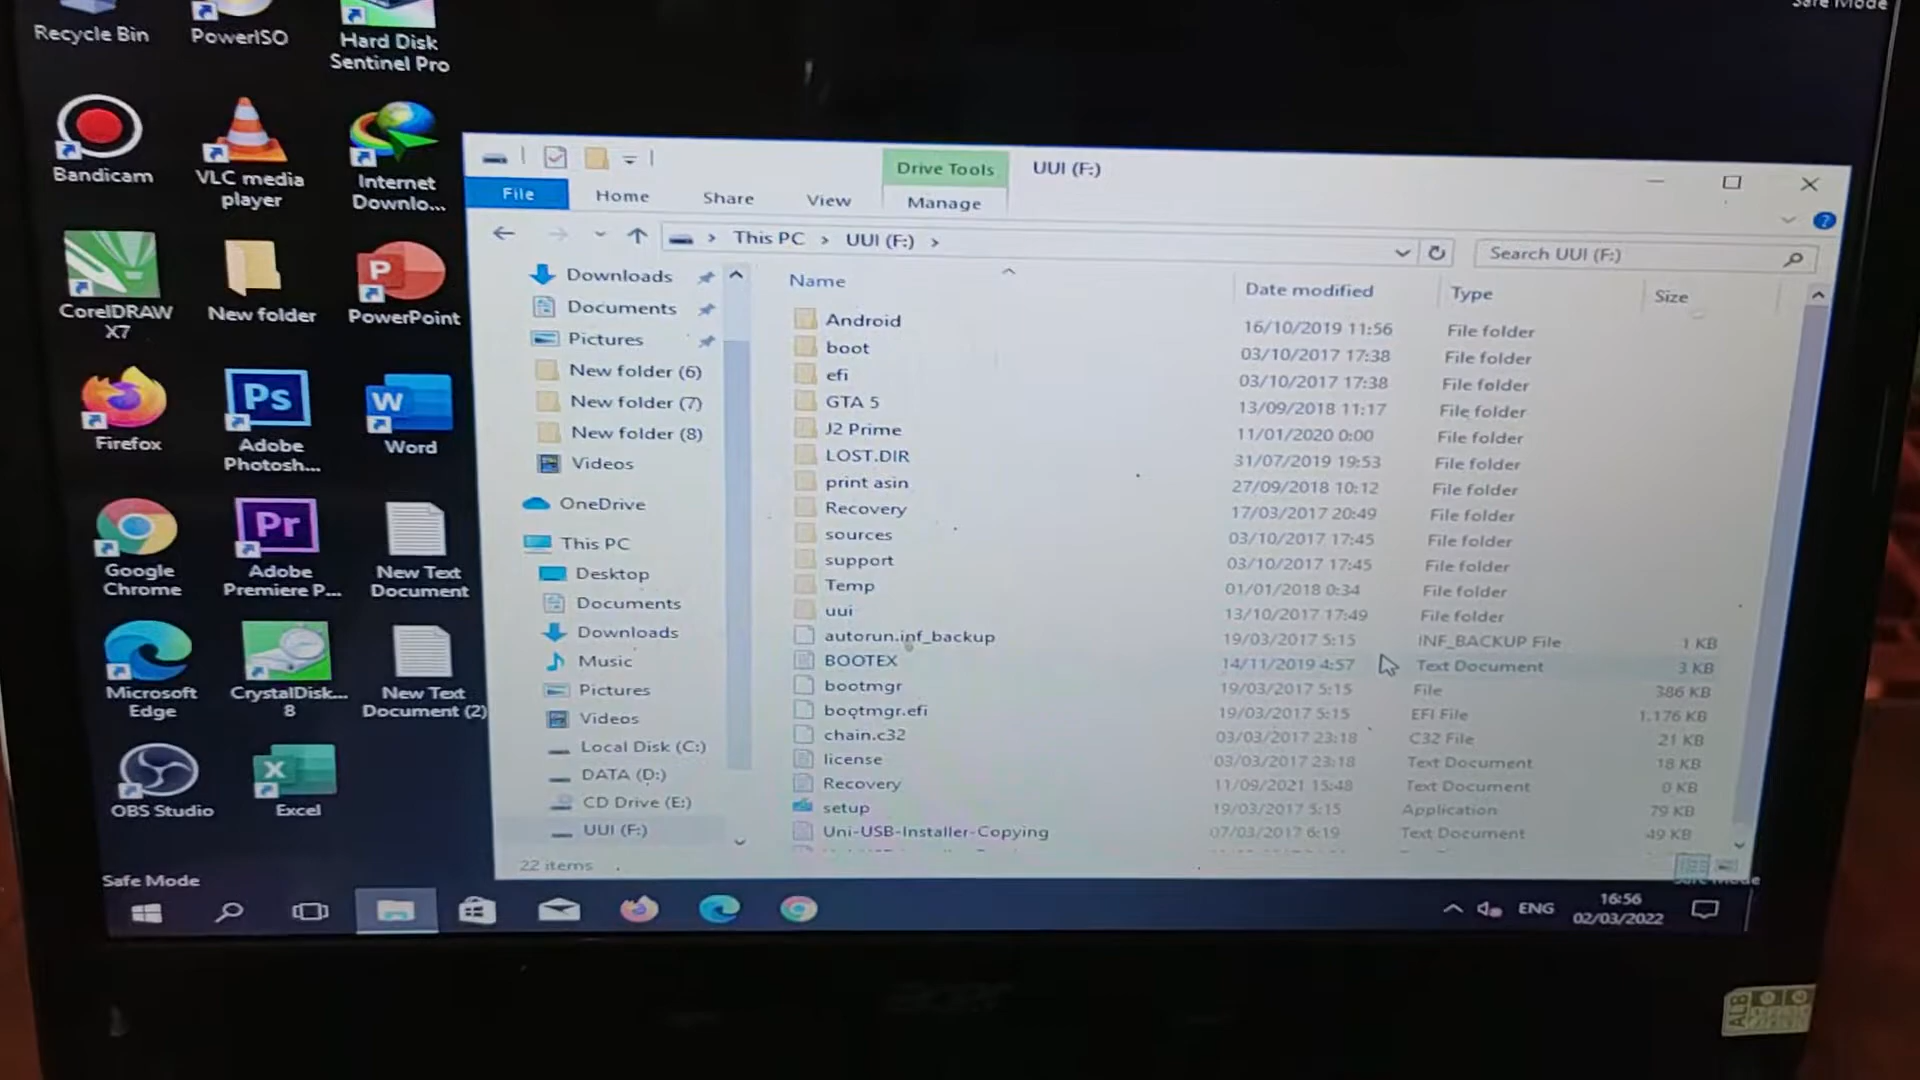 Safe Mode
Recycle Bin
PowerISO
Hard Disk
Sentinel Pro
Bandicam
VLC media
player
Internet
Downlo...
CorelDRAW
X7
New folder
PowerPoint
Firefox
Ps
Adobe
Photosh...
W
Word
Google
Chrome
Pr
Adobe
Premiere P...
New Text
Document
Microsoft
Edge
CrystalDisk...
8
New Text
Document (2)
OBS Studio
X
Excel
Safe Mode
Drive Tools
UUI (F:)
File
Home
Share
View
Manage
This PC > UUI (F:) >
Search UUI (F:)
Downloads
Documents
Pictures
New folder (6)
New folder (7)
New folder (8)
Videos
OneDrive
This PC
Desktop
Documents
Downloads
Music
Pictures
Videos
Local Disk (C:)
DATA (D:)
CD Drive (E:)
UUI (F:)
Name Date modified Type Size
Android 16/10/2019 11:56 File folder
boot 03/10/2017 17:38 File folder
efi 03/10/2017 17:38 File folder
GTA 5 13/09/2018 11:17 File folder
J2 Prime 11/01/2020 0:00 File folder
LOST.DIR 31/07/2019 19:53 File folder
print asin 27/09/2018 10:12 File folder
Recovery 17/03/2017 20:49 File folder
sources 03/10/2017 17:45 File folder
support 03/10/2017 17:45 File folder
Temp 01/01/2018 0:34 File folder
uui 13/10/2017 17:49 File folder
autorun.inf_backup 19/03/2017 5:15 INF_BACKUP File 1 KB
BOOTEX 14/11/2019 4:57 Text Document 3 KB
bootmgr 19/03/2017 5:15 File 386 KB
bootmgr.efi 19/03/2017 5:15 EFI File 1.176 KB
chain.c32 03/03/2017 23:18 C32 File 21 KB
license 03/03/2017 23:18 Text Document 18 KB
Recovery 11/09/2021 15:48 Text Document 0 KB
setup 19/03/2017 5:15 Application 79 KB
Uni-USB-Installer-Copying 07/03/2017 6:19 Text Document 49 KB
22 items
ENG
16:56
02/03/2022
acer
ALB